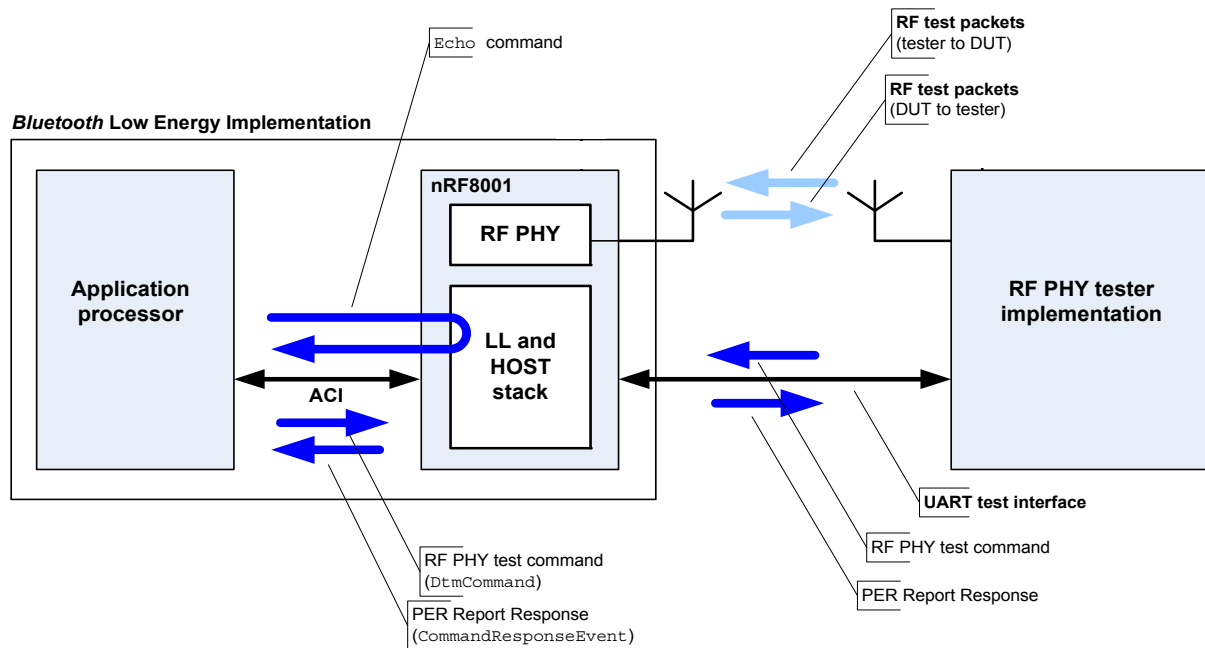 Echo command
RF test packets
(tester to DUT)
RF test packets
(DUT to tester)
Bluetooth Low Energy Implementation
nRF8001
RF PHY
Application
processor
LL and
HOST
stack
RF PHY tester
implementation
ACI
UART test interface
RF PHY test command
PER Report Response
RF PHY test command
(DtmCommand)
PER Report Response
(CommandResponseEvent)